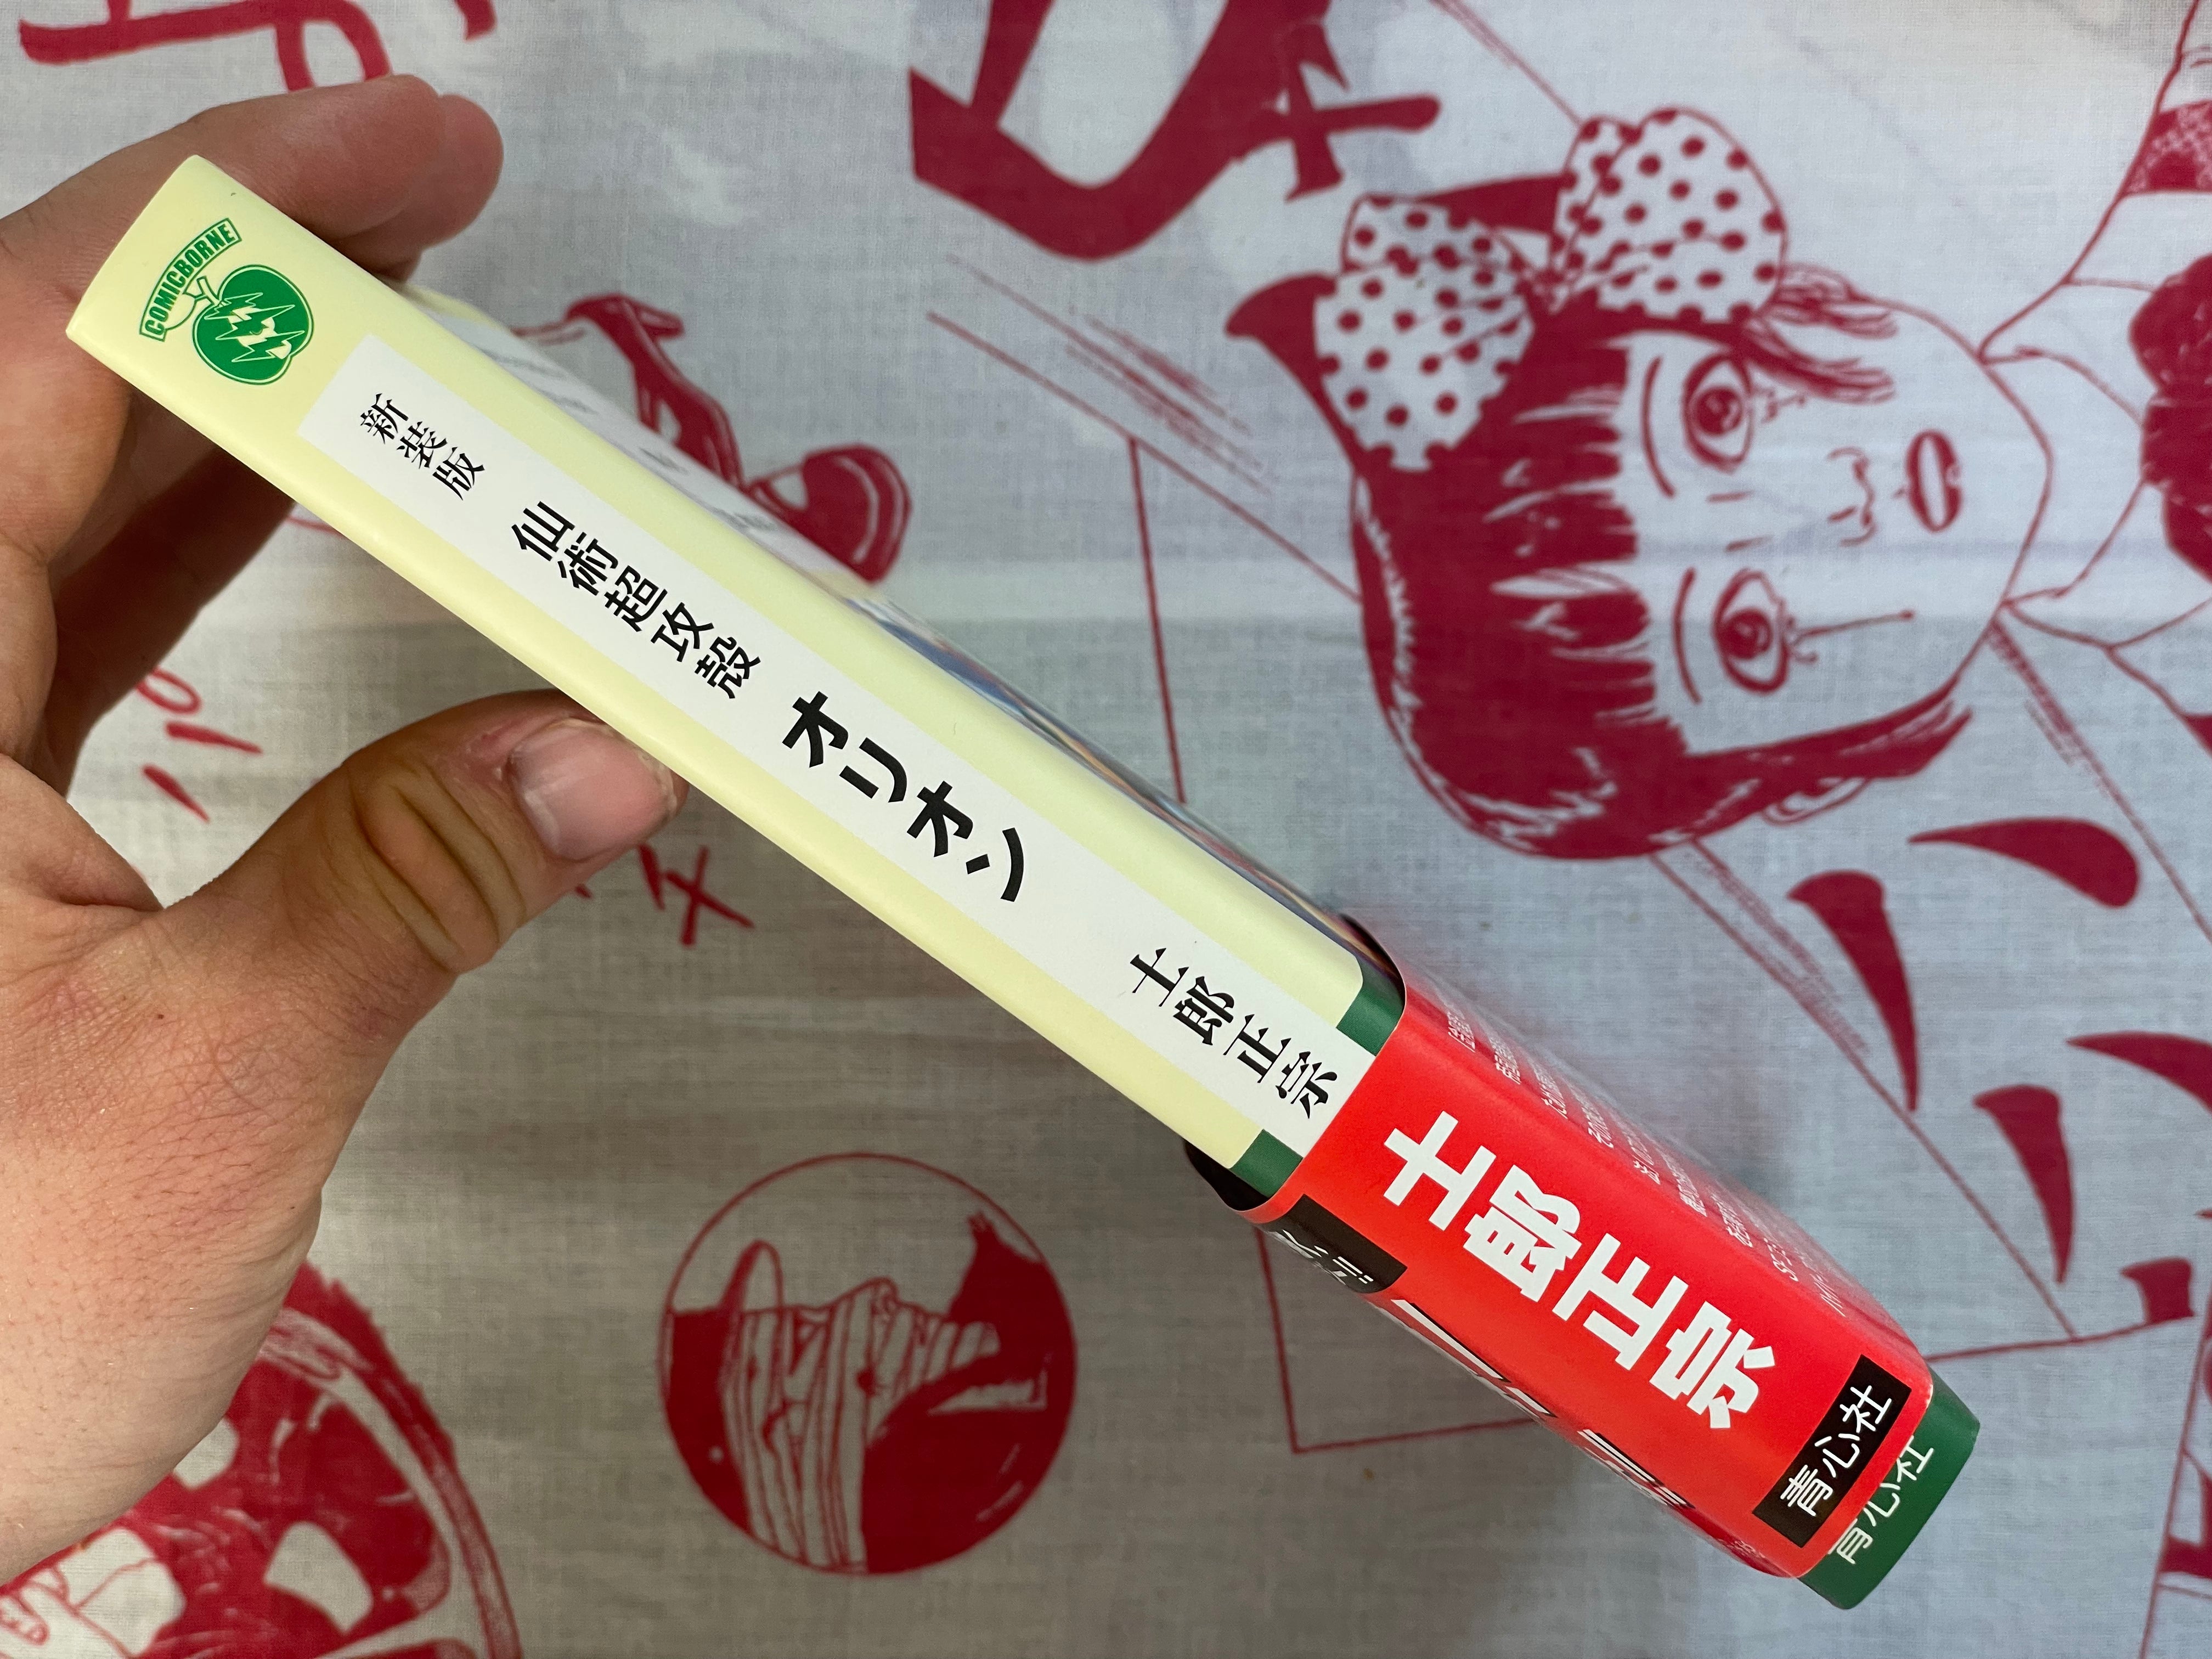 COMICBORNE
新装版 仙術超攻殻 オリオン 士郎正宗
士郎正宗
青心社
青心社